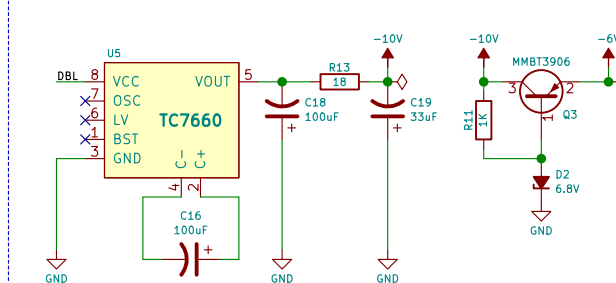 U5
DBL
8 VCC
7 OSC
6 LV
1 BST
3 GND
VOUT 5
TC7660
C-
C+
4
2
C16
100uF
+
GND
C18
100uF
+
GND
R13
18
-10V
C19
33uF
+
GND
-10V
R11
1K
MMBT3906
3
2
1
Q3
-6V
D2
6.8V
GND